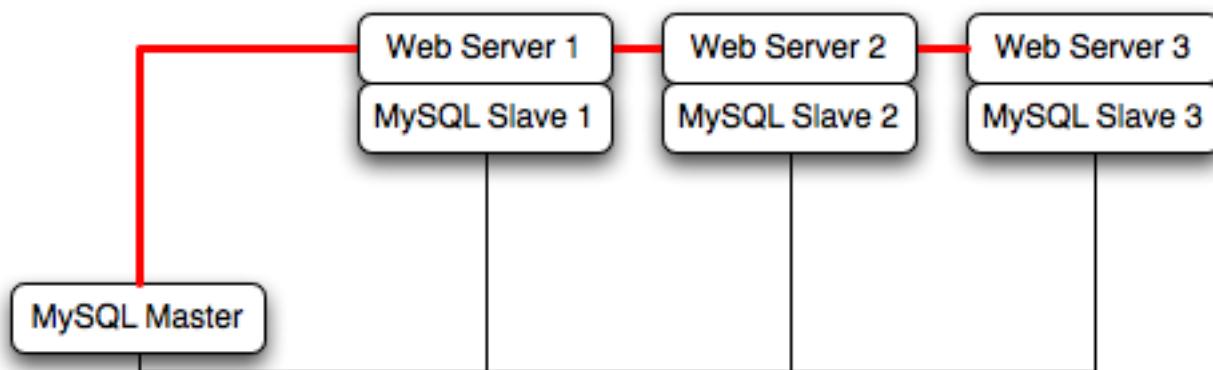 Web Server 1
Web Server 2
Web Server 3
MySQL Slave 1
MySQL Slave 2
MySQL Slave 3
MySQL Master